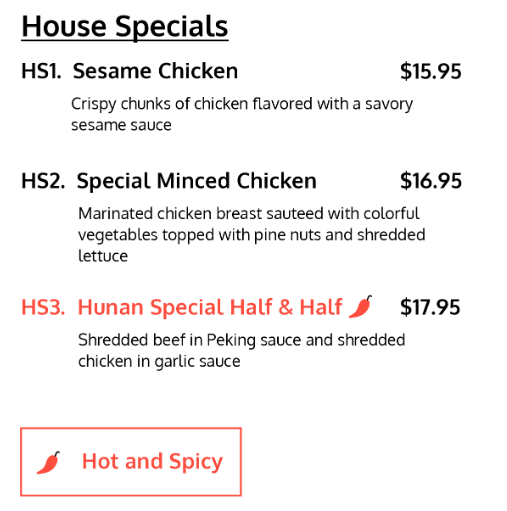 House Specials
HS1. Sesame Chicken $15.95
Crispy chunks of chicken flavored with a savory
sesame sauce
HS2. Special Minced Chicken $16.95
Marinated chicken breast sauteed with colorful
vegetables topped with pine nuts and shredded
lettuce
HS3. Hunan Special Half & Half $17.95
Shredded beef in Peking sauce and shredded
chicken in garlic sauce
Hot and Spicy